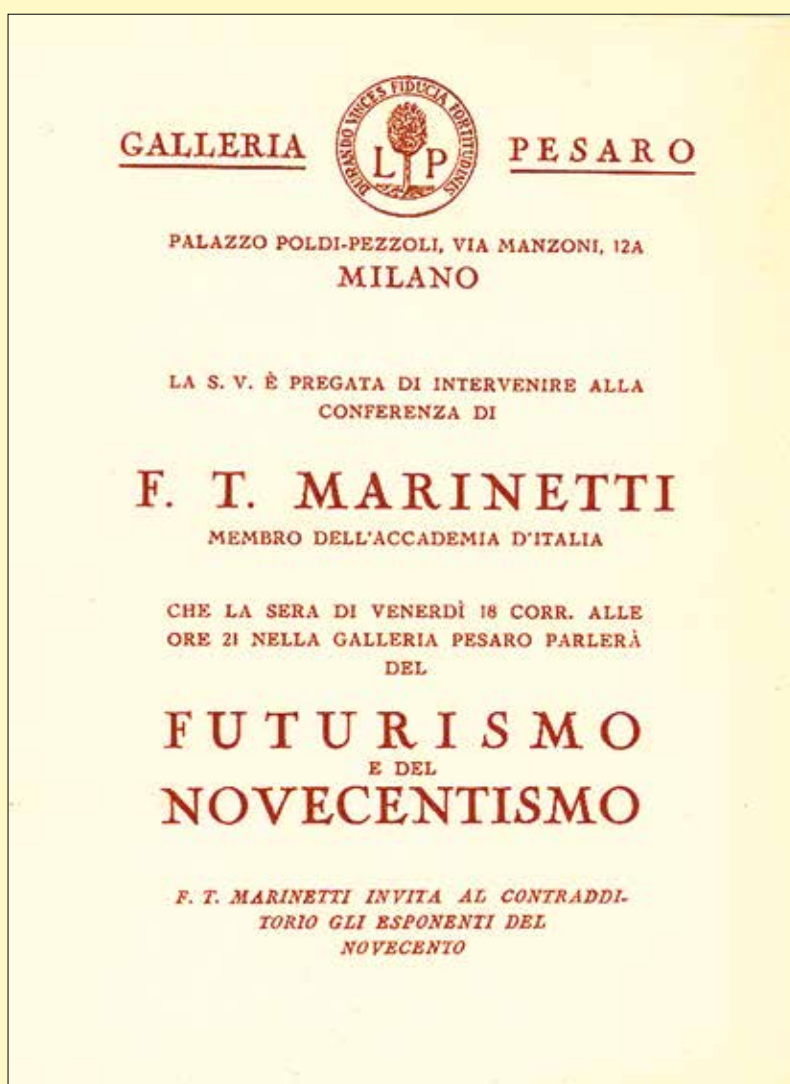 GALLERIA
DURANDO VINCES FIDUCIA FORTITUDINIS
L P
PESARO
PALAZZO POLDI-PEZZOLI, VIA MANZONI, 12A
MILANO
LA S. V. È PREGATA DI INTERVENIRE ALLA
CONFERENZA DI
F. T. MARINETTI
MEMBRO DELL'ACCADEMIA D'ITALIA
CHE LA SERA DI VENERDÌ 18 CORR. ALLE
ORE 21 NELLA GALLERIA PESARO PARLERÀ
DEL
FUTURISMO
E DEL
NOVECENTISMO
F. T. MARINETTI INVITA AL CONTRADDI-
TORIO GLI ESPONENTI DEL
NOVECENTO